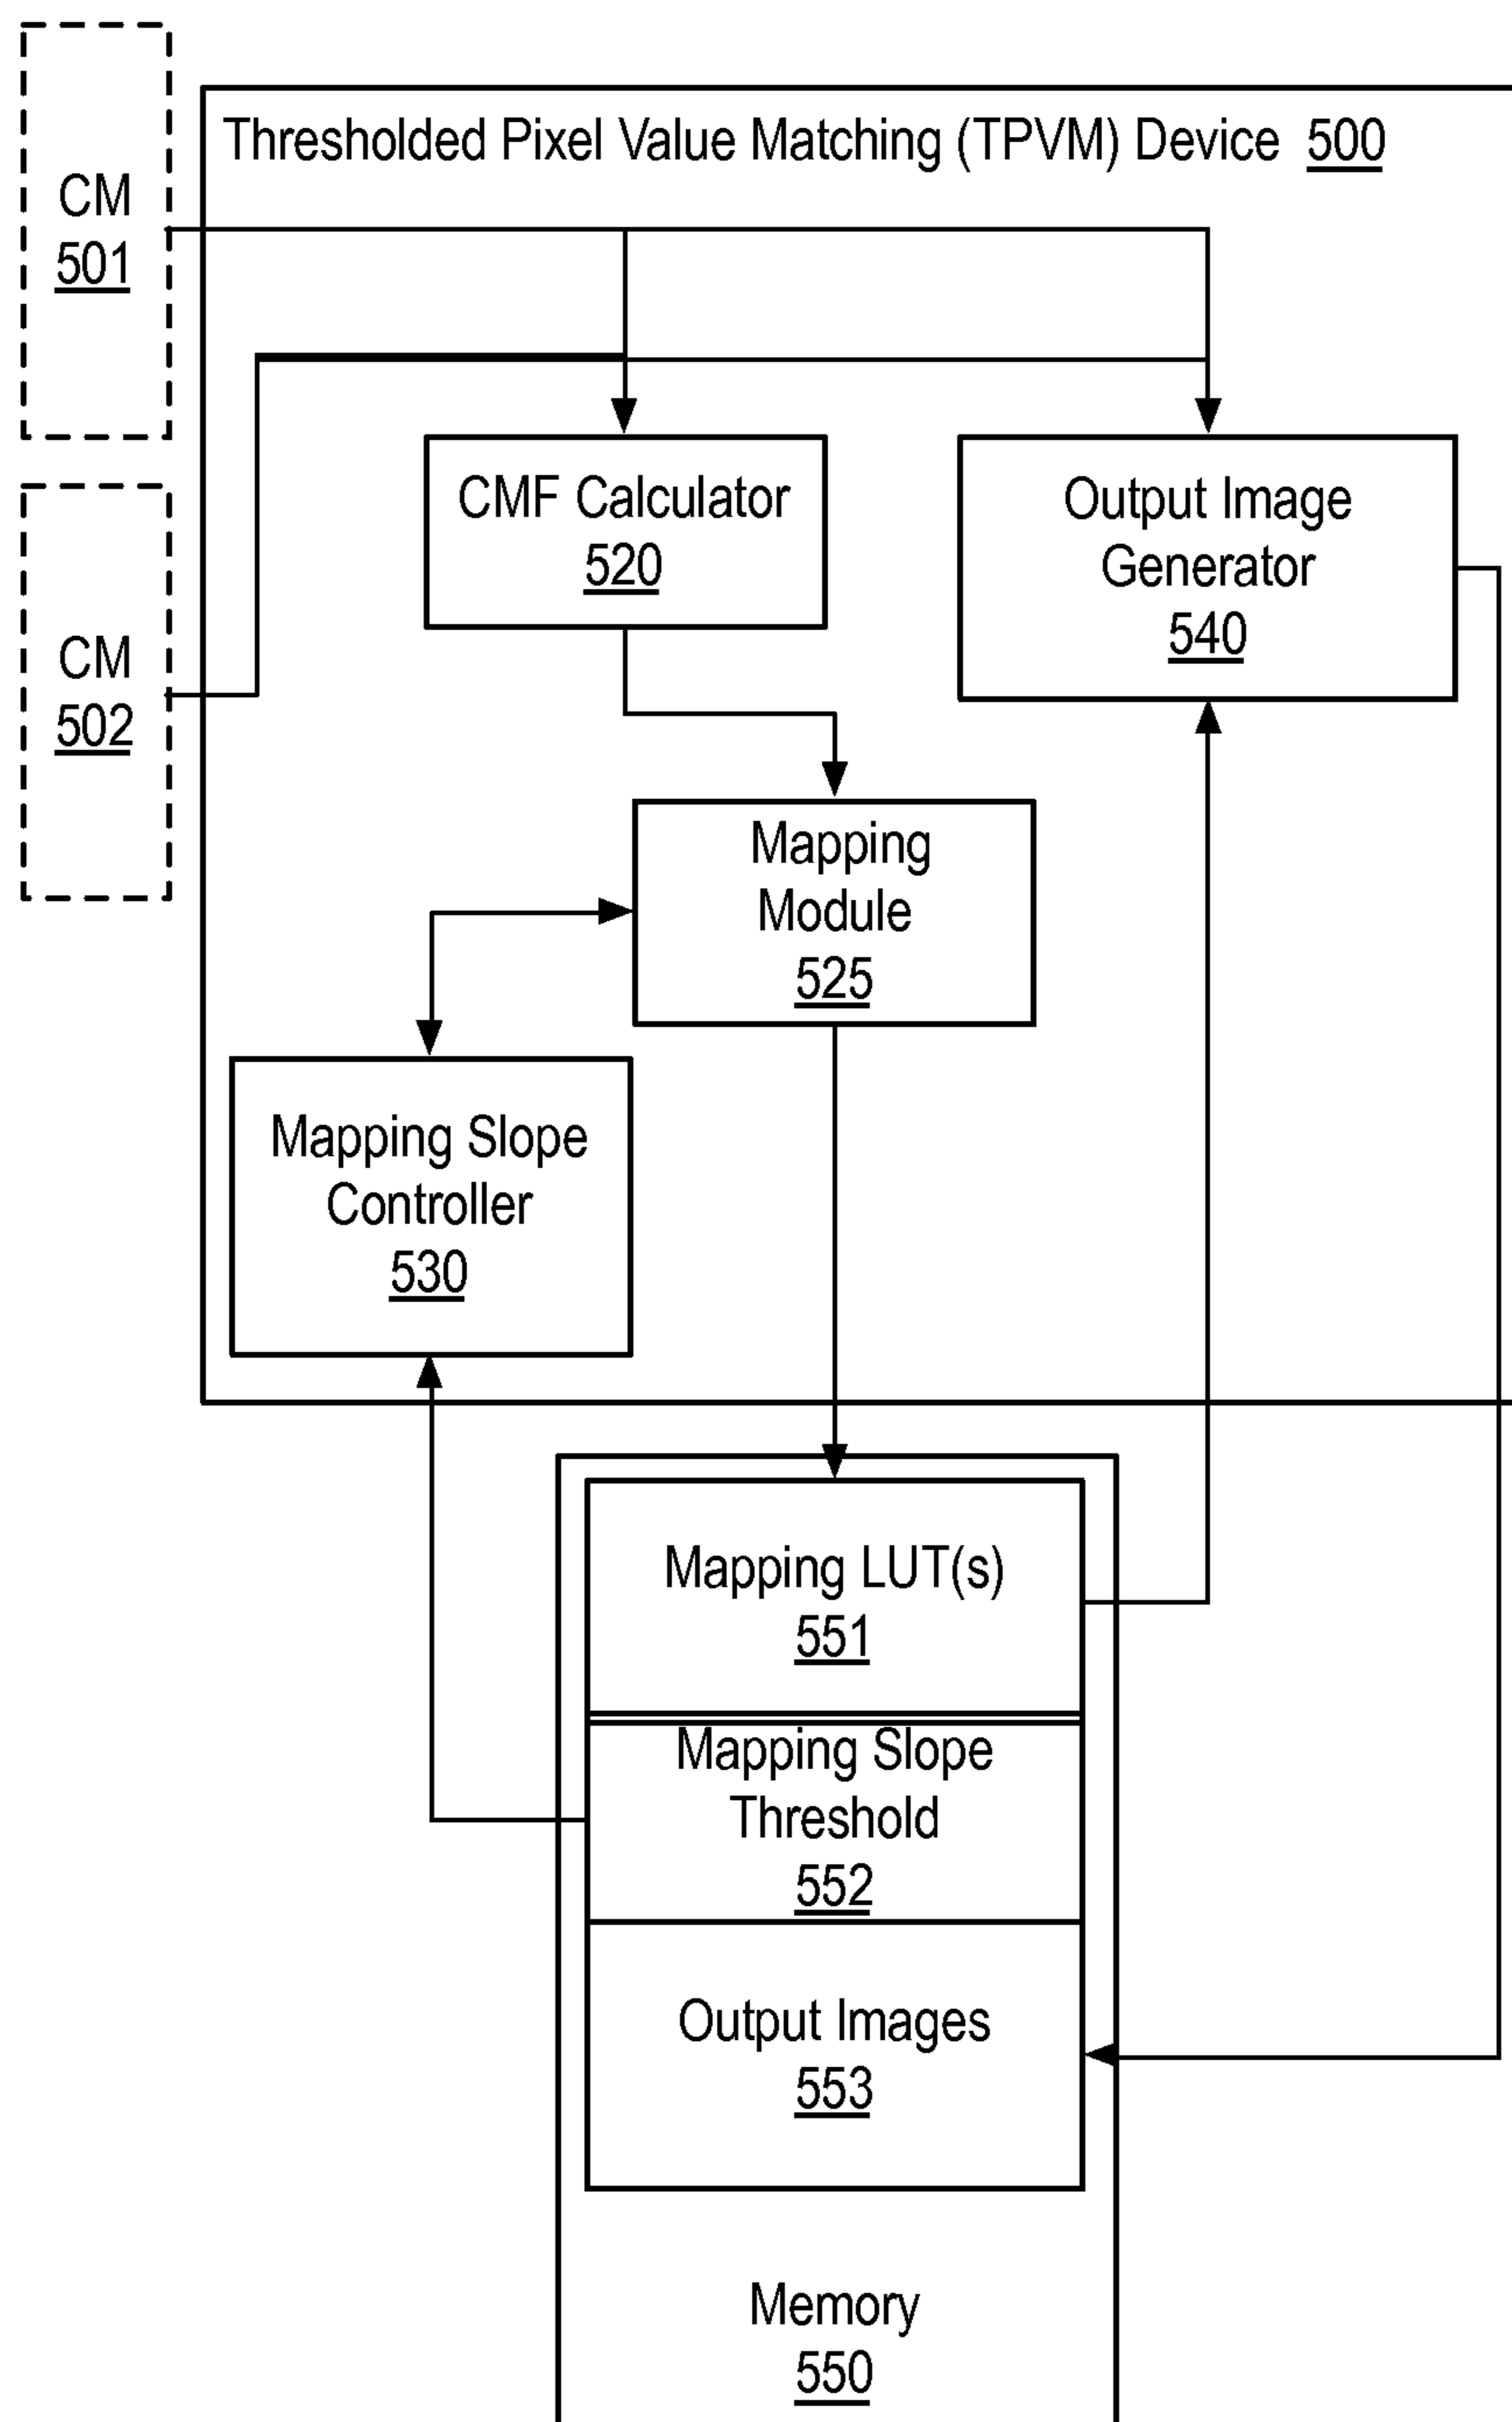 Thresholded Pixel Value Matching (TPVM) Device 500
CM
501
CM
502
CMF Calculator
520
Output Image
Generator
540
Mapping
Module
525
Mapping Slope
Controller
530
Mapping LUT(s)
551
Mapping Slope
Threshold
552
Output Images
553
Memory
550